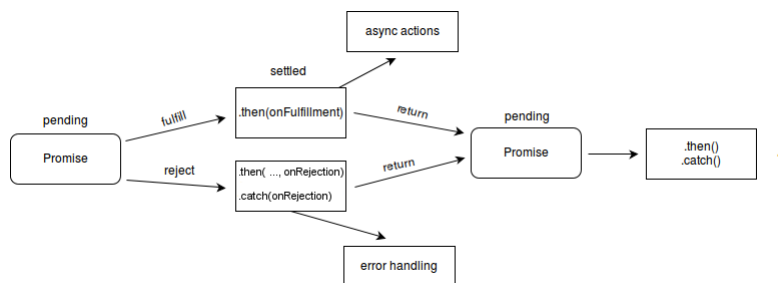 async actions
settled
.then(onFulfillment)
pending
fulfill
return
pending
Promise
Promise
.then()
.catch()
reject
.then( ..., onRejection)
.catch(onRejection)
return
error handling